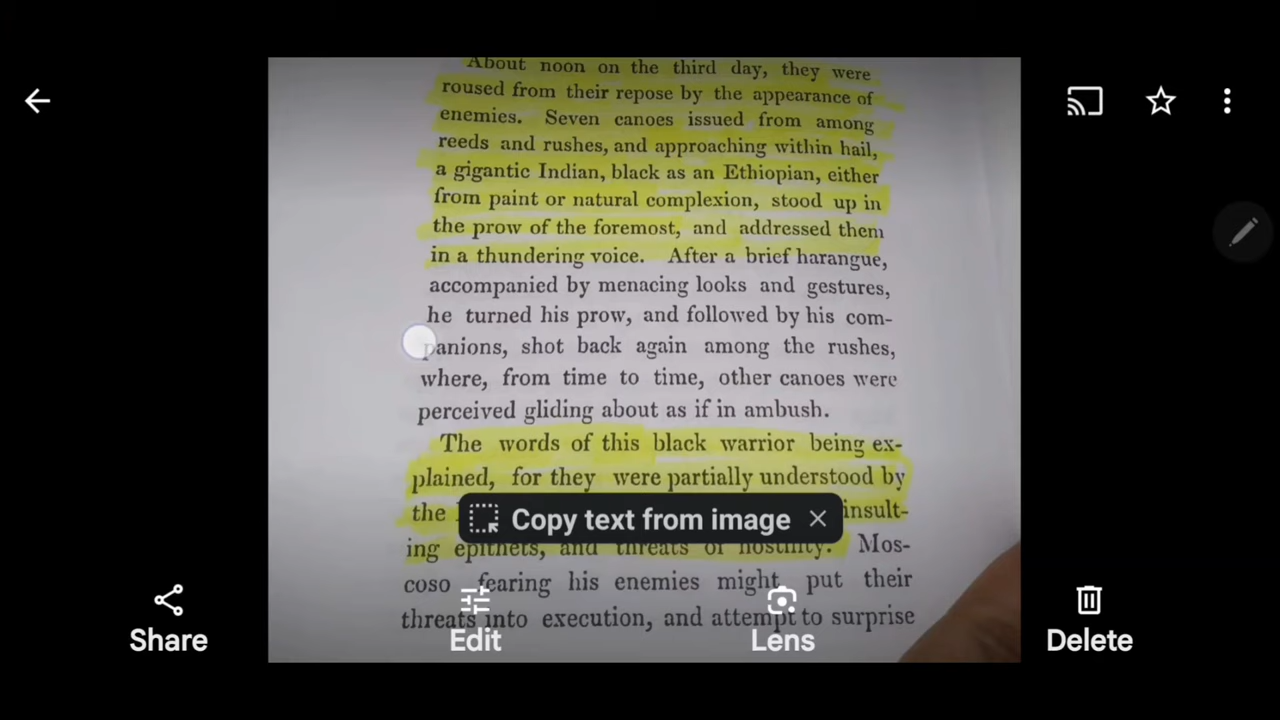 About noon on the third day, they were
roused from their repose by the appearance of
enemies. Seven canoes issued from among
reeds and rushes, and approaching within hail,
a gigantic Indian, black as an Ethiopian, either
from paint or natural complexion, stood up in
the prow of the foremost, and addressed them
in a thundering voice. After a brief harangue,
accompanied by menacing looks and gestures,
he turned his prow, and followed by his com-
panions, shot back again among the rushes,
where, from time to time, other canoes were
perceived gliding about as if in ambush.
The words of this black warrior being ex-
plained, for they were partially understood by
the insult-
Copy text from image
ing epithets, and threats of hostility. Mos-
coso fearing his enemies might put their
threats into execution, and attempt to surprise
Share
Edit
Lens
Delete